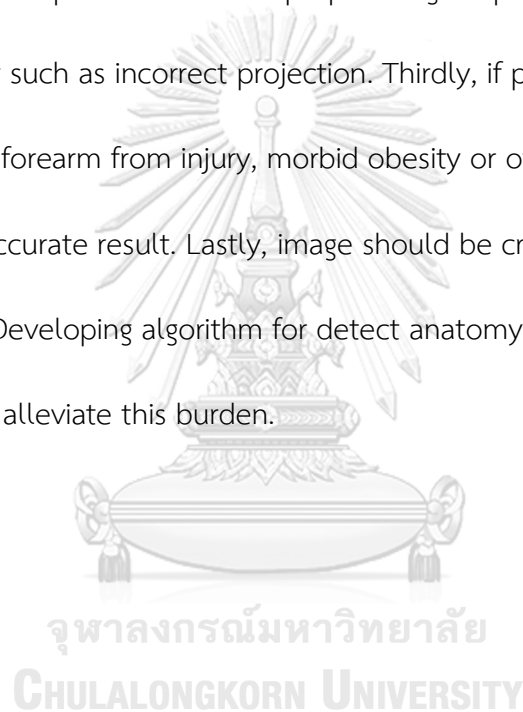 such as incorrect projection. Thirdly, if p
forearm from injury, morbid obesity or o
ccurate result. Lastly, image should be cr
Developing algorithm for detect anatomy
alleviate this burden.
จุฬาลงกรณ์มหาวิทยาลัย
CHULALONGKORN UNIVERSITY